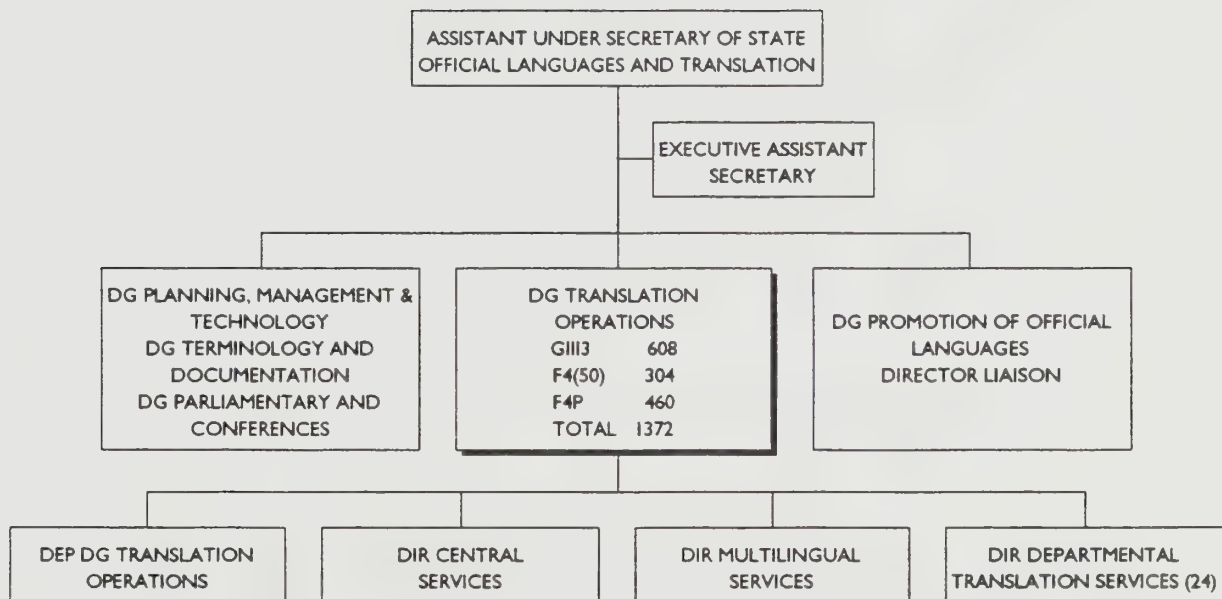 ASSISTANT UNDER SECRETARY OF STATE
OFFICIAL LANGUAGES AND TRANSLATION
EXECUTIVE ASSISTANT
SECRETARY
DG PLANNING, MANAGEMENT &
TECHNOLOGY
DG TERMINOLOGY AND
DOCUMENTATION
DG PARLIAMENTARY AND
CONFERENCES
DG TRANSLATION
OPERATIONS
GIII3 608
F4(50) 304
F4P 460
TOTAL 1372
DG PROMOTION OF OFFICIAL
LANGUAGES
DIRECTOR LIAISON
DEP DG TRANSLATION
OPERATIONS
DIR CENTRAL
SERVICES
DIR MULTILINGUAL
SERVICES
DIR DEPARTMENTAL
TRANSLATION SERVICES (24)